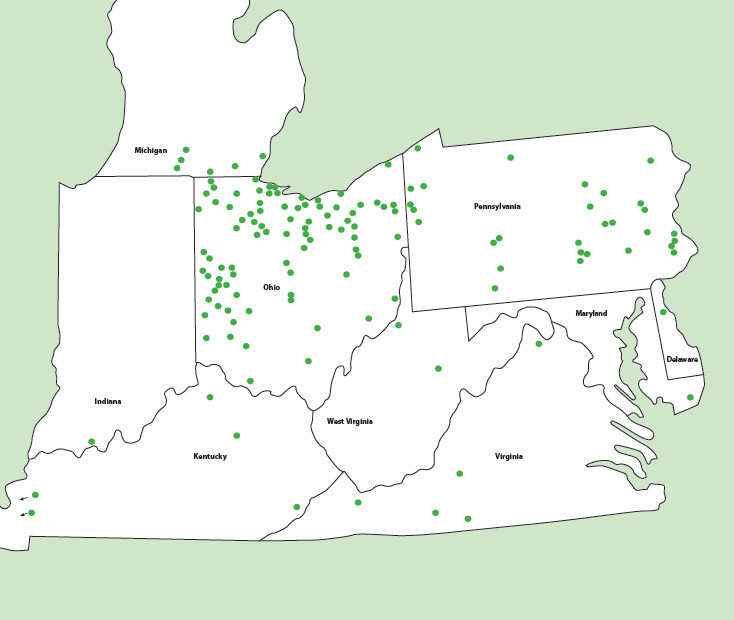 Michigan
Pennsylvania
Ohio
Maryland
Delaware
Indiana
West Virginia
Kentucky
Virginia